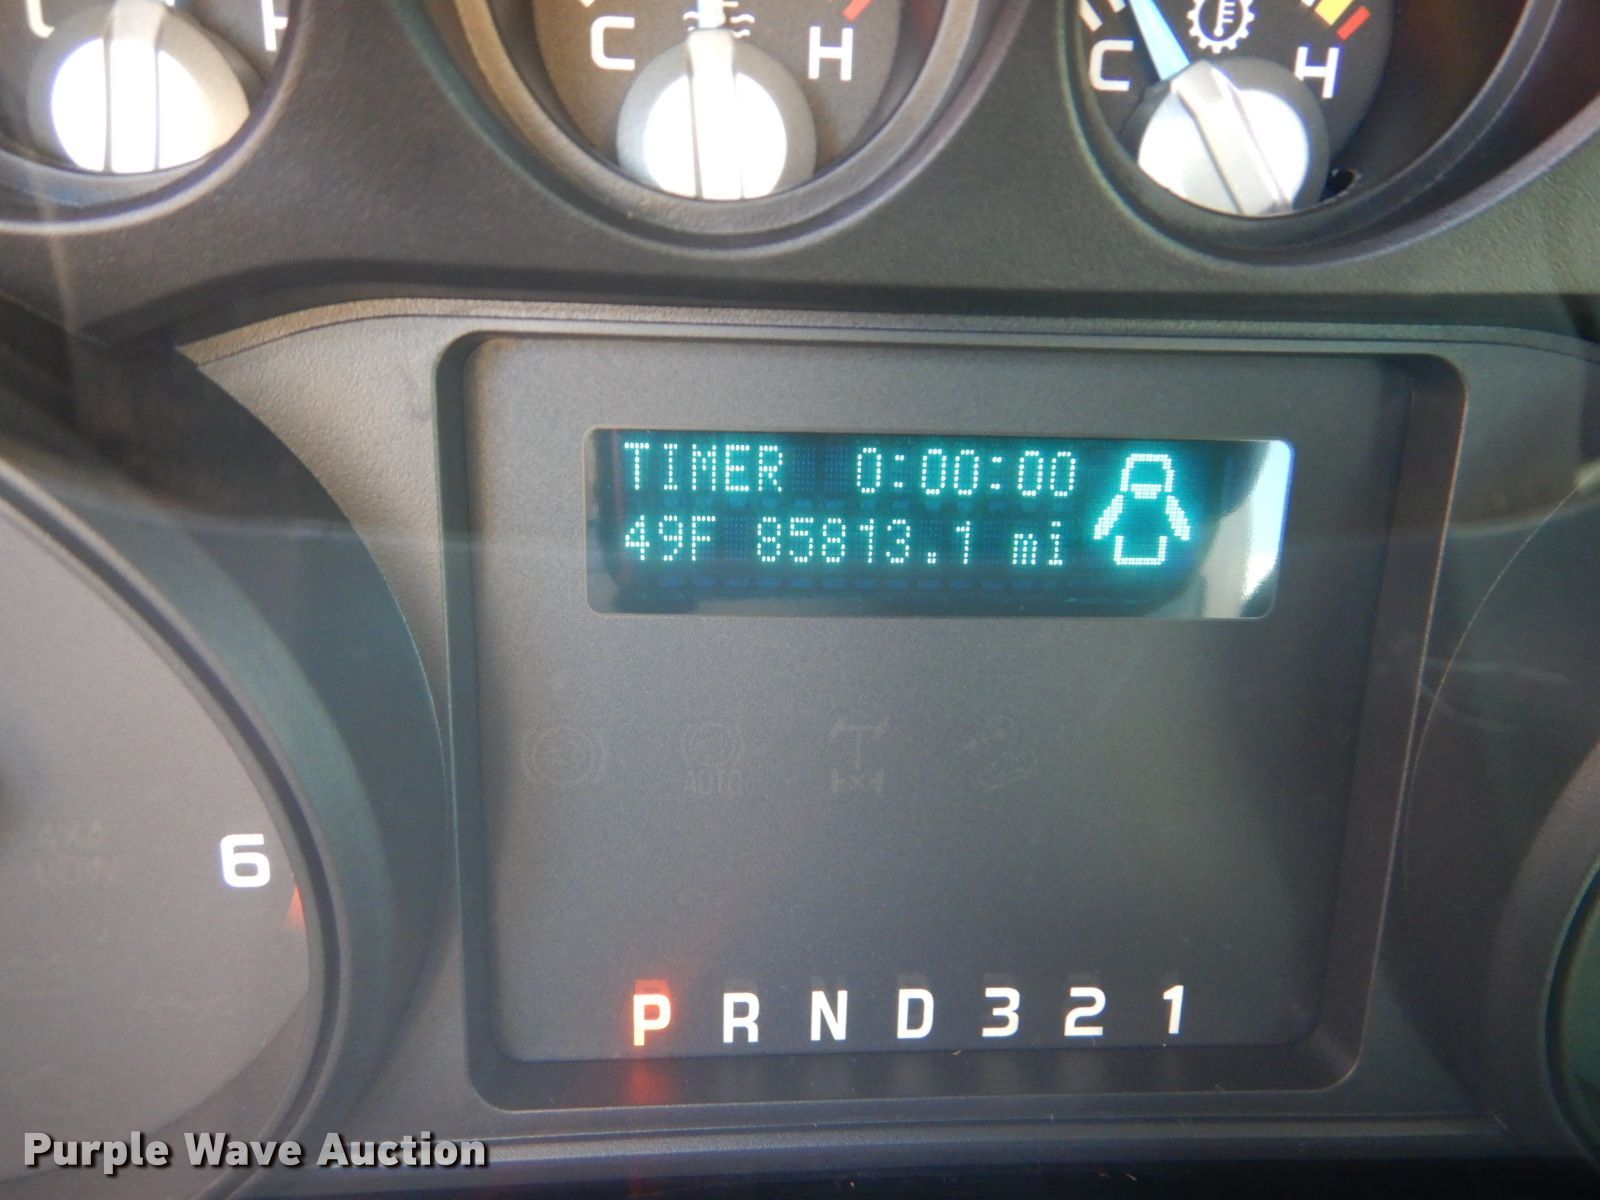 C H
C H
TIMER 0:00:00
49F 85813.1 mi
AUTO
6
P R N D 3 2 1
Purple Wave Auction